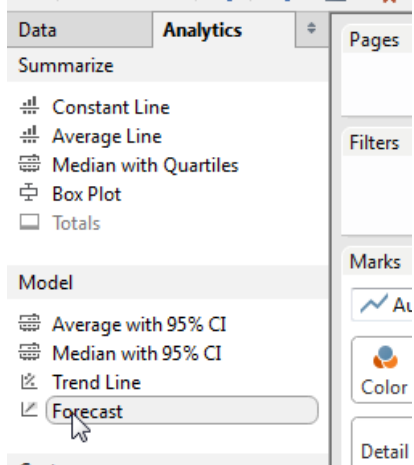 Data
Analytics
Pages
Summarize
Constant Line
Average Line
Median with Quartiles
Box Plot
Totals
Filters
Model
Average with 95% CI
Median with 95% CI
Trend Line
Forecast
Marks
Color
Detail